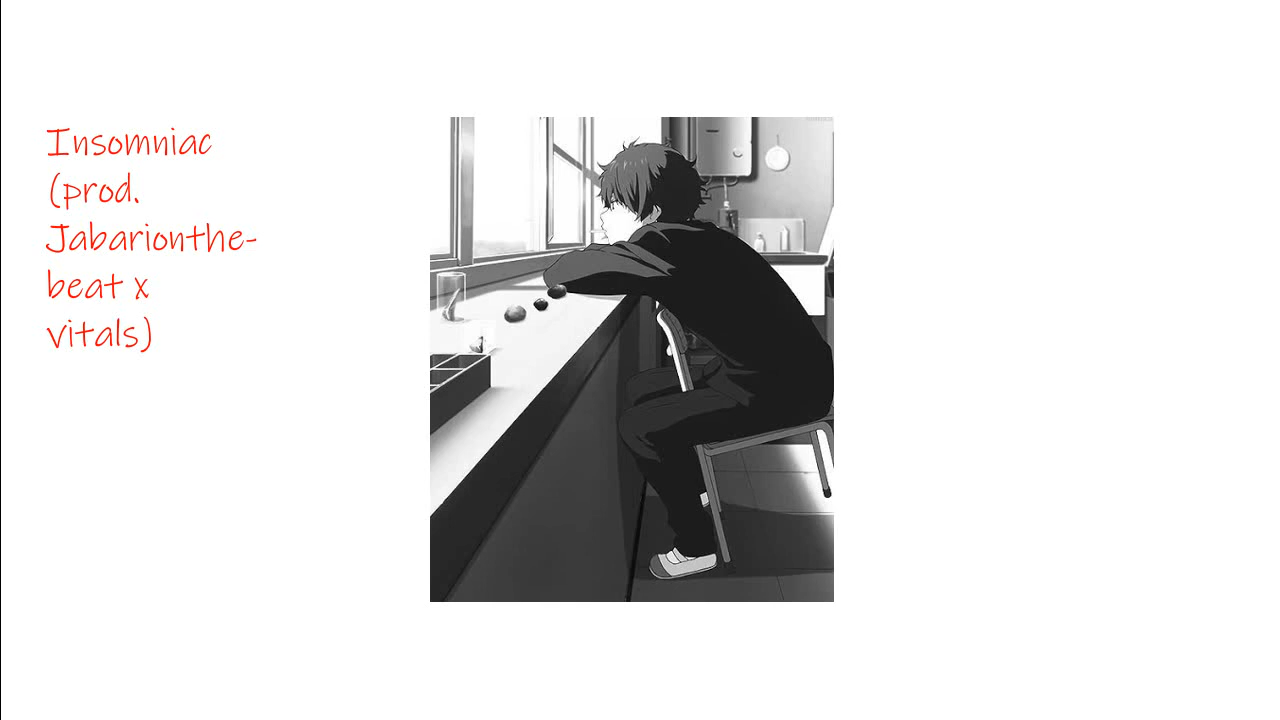 Insomniac
(prod.
Jabarionthe-
beat x
vitals)